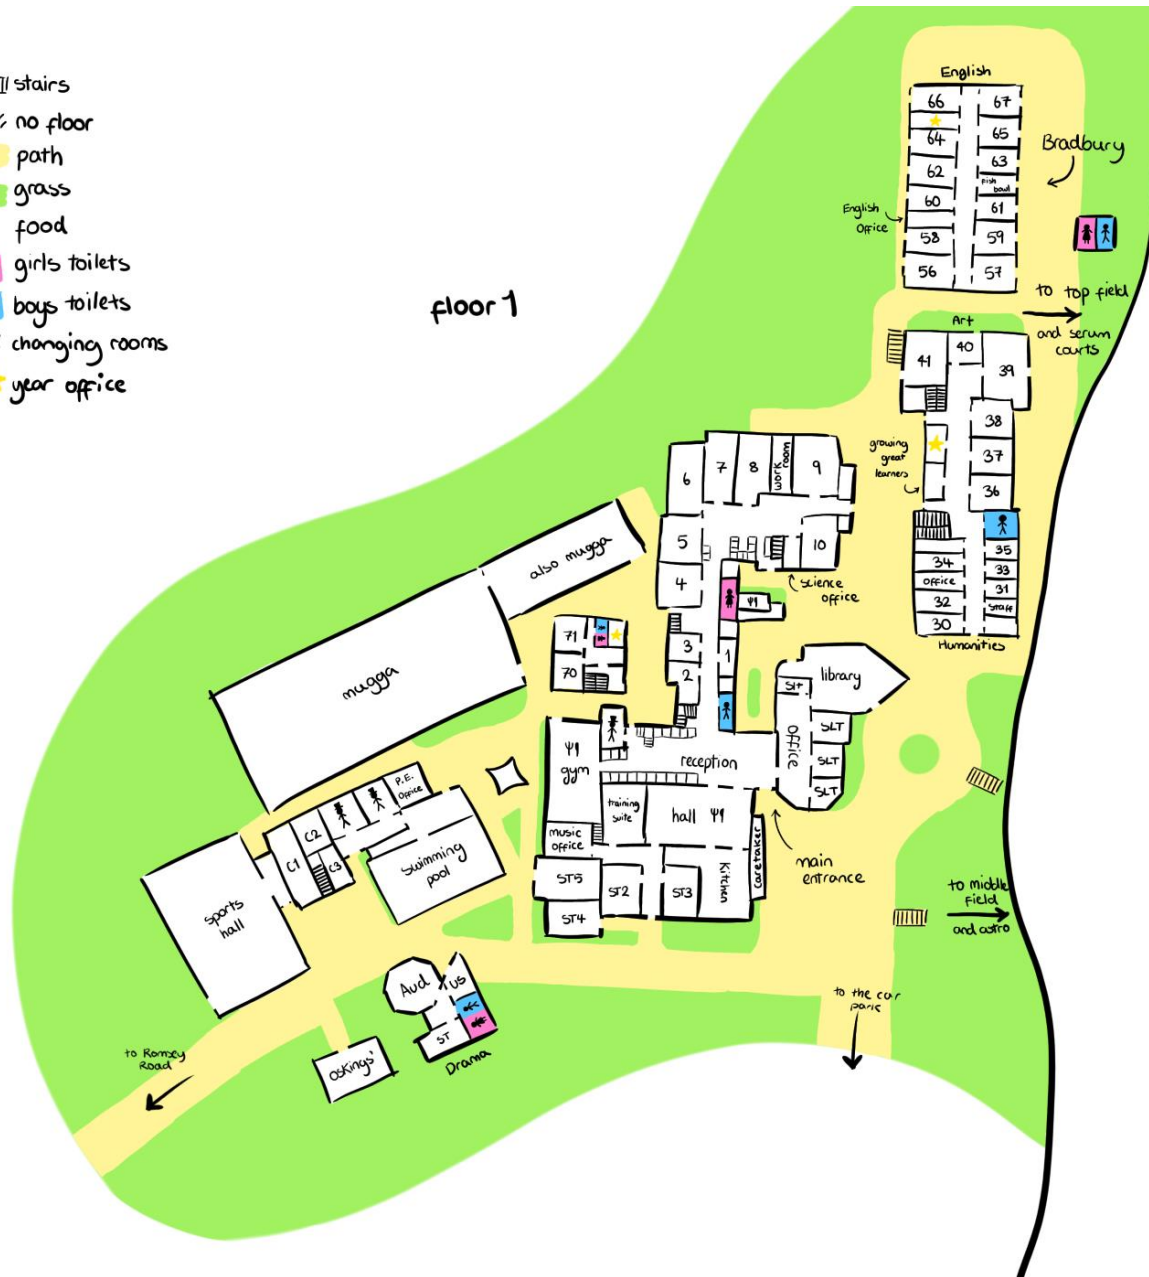 stairs
no floor
path
grass
food
girls toilets
boys toilets
changing rooms
year office
floor 1
English
66
67
64
65
62
63
fish
bowl
60
61
English
Office
58
59
56
57
Bradbury
to top field
and serum
courts
Art
41
40
39
38
growing
great
learners
37
36
35
34
33
office
31
32
staff
30
Humanities
6
7
8
work
room
9
5
10
4
science
office
3
1
2
also mugga
mugga
71
70
library
SLT
office
SLT
SLT
SLT
reception
gym
training
suite
hall
music
office
Kitchen
caretaker
main
entrance
ST5
ST2
ST3
ST4
P.E.
Office
C2
C1
C3
Swimming
pool
sports
hall
to middle
field
and astro
to the car
park
Aud
US
ST
Drama
Oskings'
to Romsey
Road